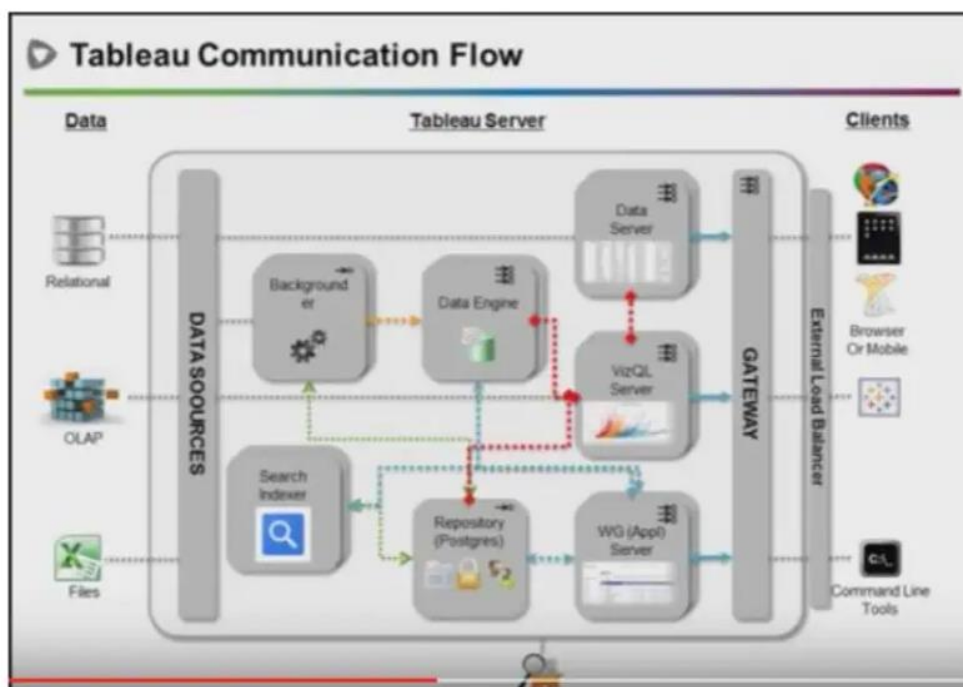 Tableau Communication Flow
Data
Tableau Server
Clients
Relational
OLAP
Files
DATA SOURCES
Background
er
Data Engine
Search
Indexer
Repository
(Postgres)
Data
Server
VizQL
Server
WG (Appl)
Server
GATEWAY
External Load Balancer
Browser
Or Mobile
C:\_
Command Line
Tools